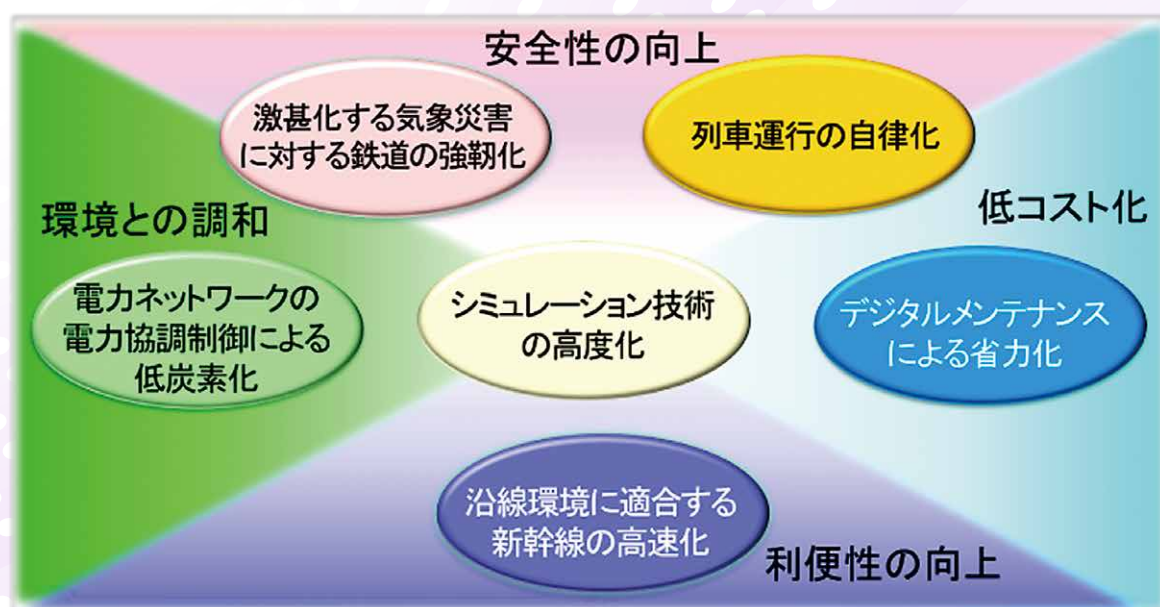 安全性の向上
激甚化する気象災害
に対する鉄道の強靭化
列車運行の自律化
環境との調和
低コスト化
電力ネットワークの
電力協調制御による
低炭素化
シミュレーション技術
の高度化
デジタルメンテナンス
による省力化
沿線環境に適合する
新幹線の高速化
利便性の向上